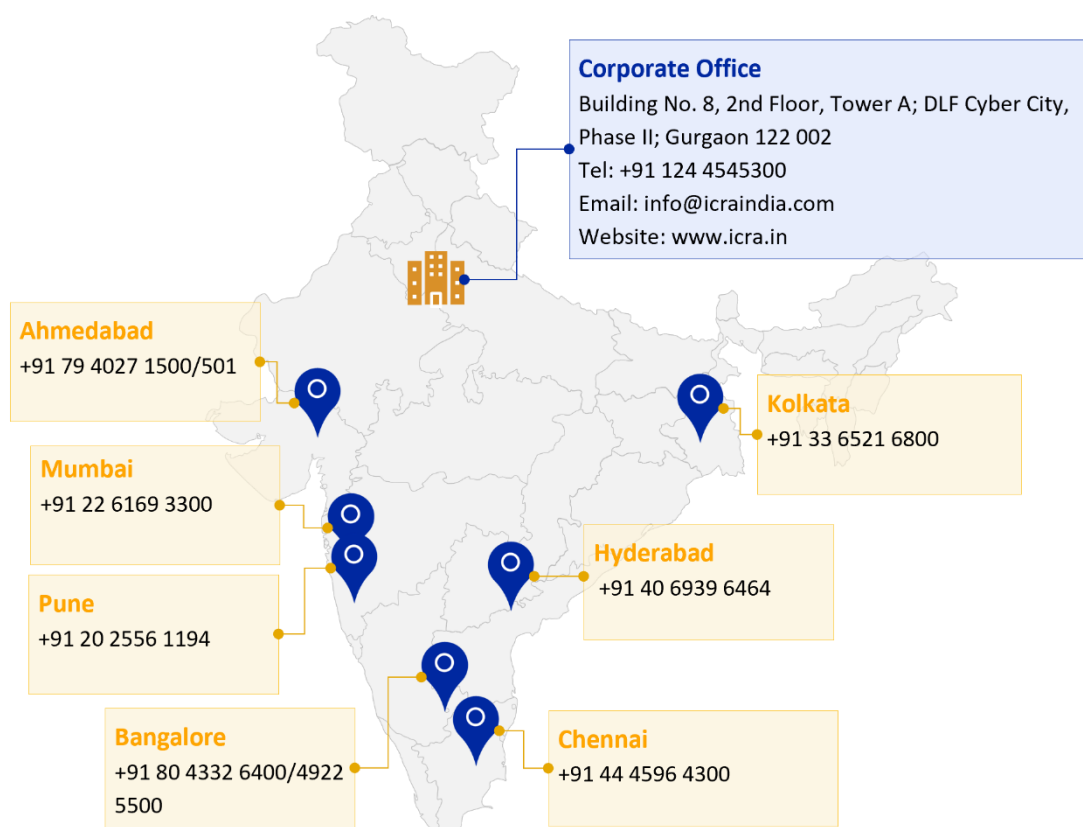 Corporate Office
Building No. 8, 2nd Floor, Tower A; DLF Cyber City,
Phase II; Gurgaon 122 002
Tel: +91 124 4545300
Email: info@icraindia.com
Website: www.icra.in
Ahmedabad
+91 79 4027 1500/501
Kolkata
+91 33 6521 6800
Mumbai
+91 22 6169 3300
Hyderabad
+91 40 6939 6464
Pune
+91 20 2556 1194
Bangalore
+91 80 4332 6400/4922
5500
Chennai
+91 44 4596 4300